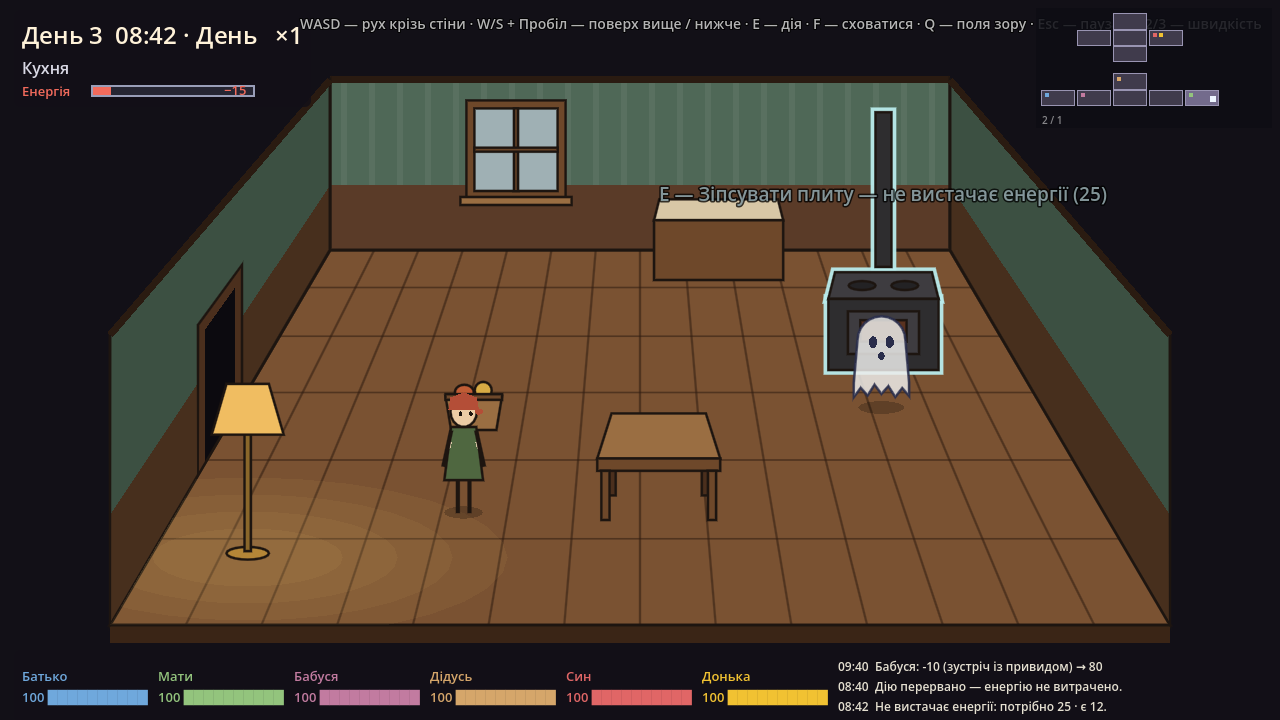 День 3 08:42 · День ×1
WASD — рух крізь стіни · W/S + Пробіл — поверх вище / нижче · E — дія · F — сховатися · Q — поля зору · Esc — пауза · 1/2/3 — швидкість
Кухня
Енергія −15
2 / 1
E — Зіпсувати плиту — не вистачає енергії (25)
Батько Мати Бабуся Дідусь Син Донька
100 100 100 100 100 100
09:40 Бабуся: -10 (зустріч із привидом) → 80
08:40 Дію перервано — енергію не витрачено.
08:42 Не вистачає енергії: потрібно 25 · є 12.